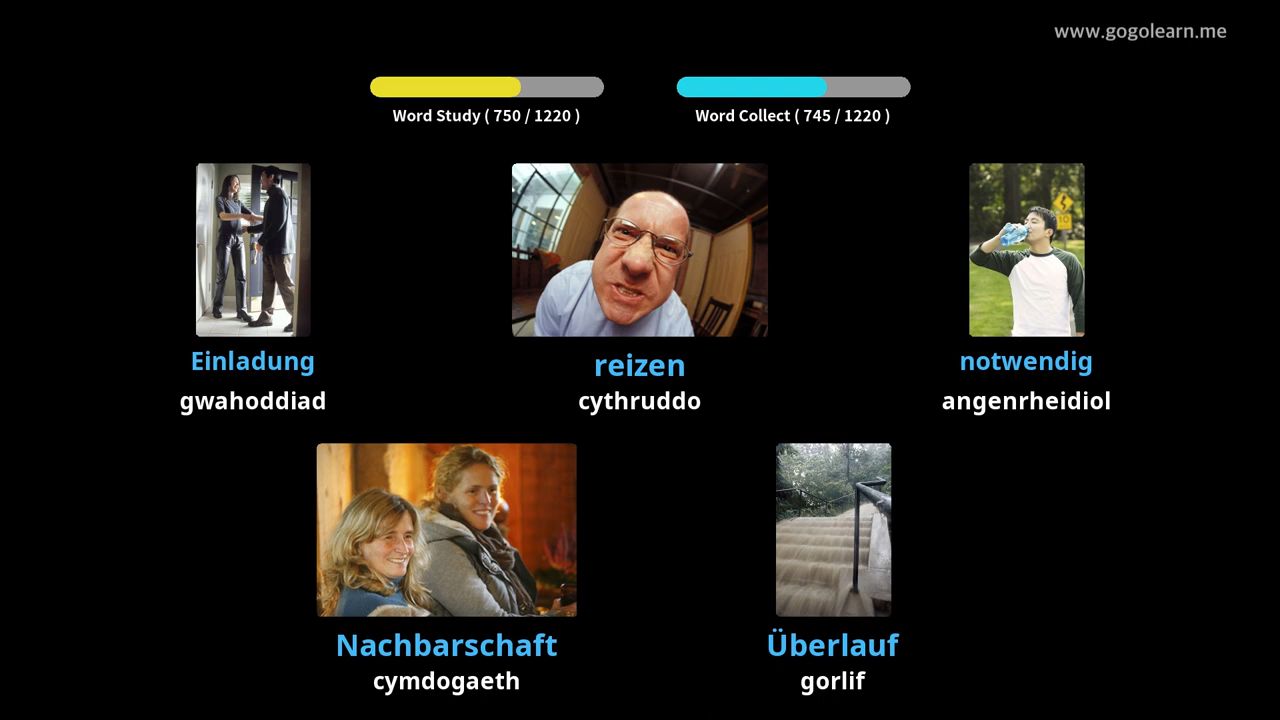 www.gogolearn.me
Word Study ( 750 / 1220 )
Word Collect ( 745 / 1220 )
Einladung
gwahoddiad
reizen
cythruddo
notwendig
angenrheidiol
Nachbarschaft
cymdogaeth
Überlauf
gorlif